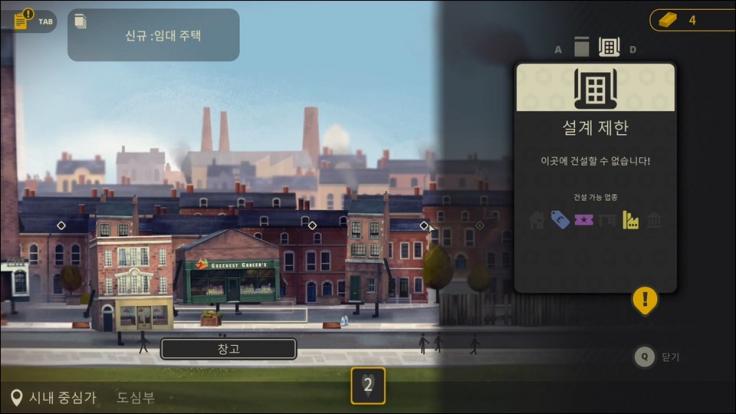 TAB
신규 :임대 주택
4
A
D
설계 제한
이곳에 건설할 수 없습니다!
건설 가능 업종
GREENEST GROCER'S
창고
!
Q 닫기
2
시내 중심가 도심부